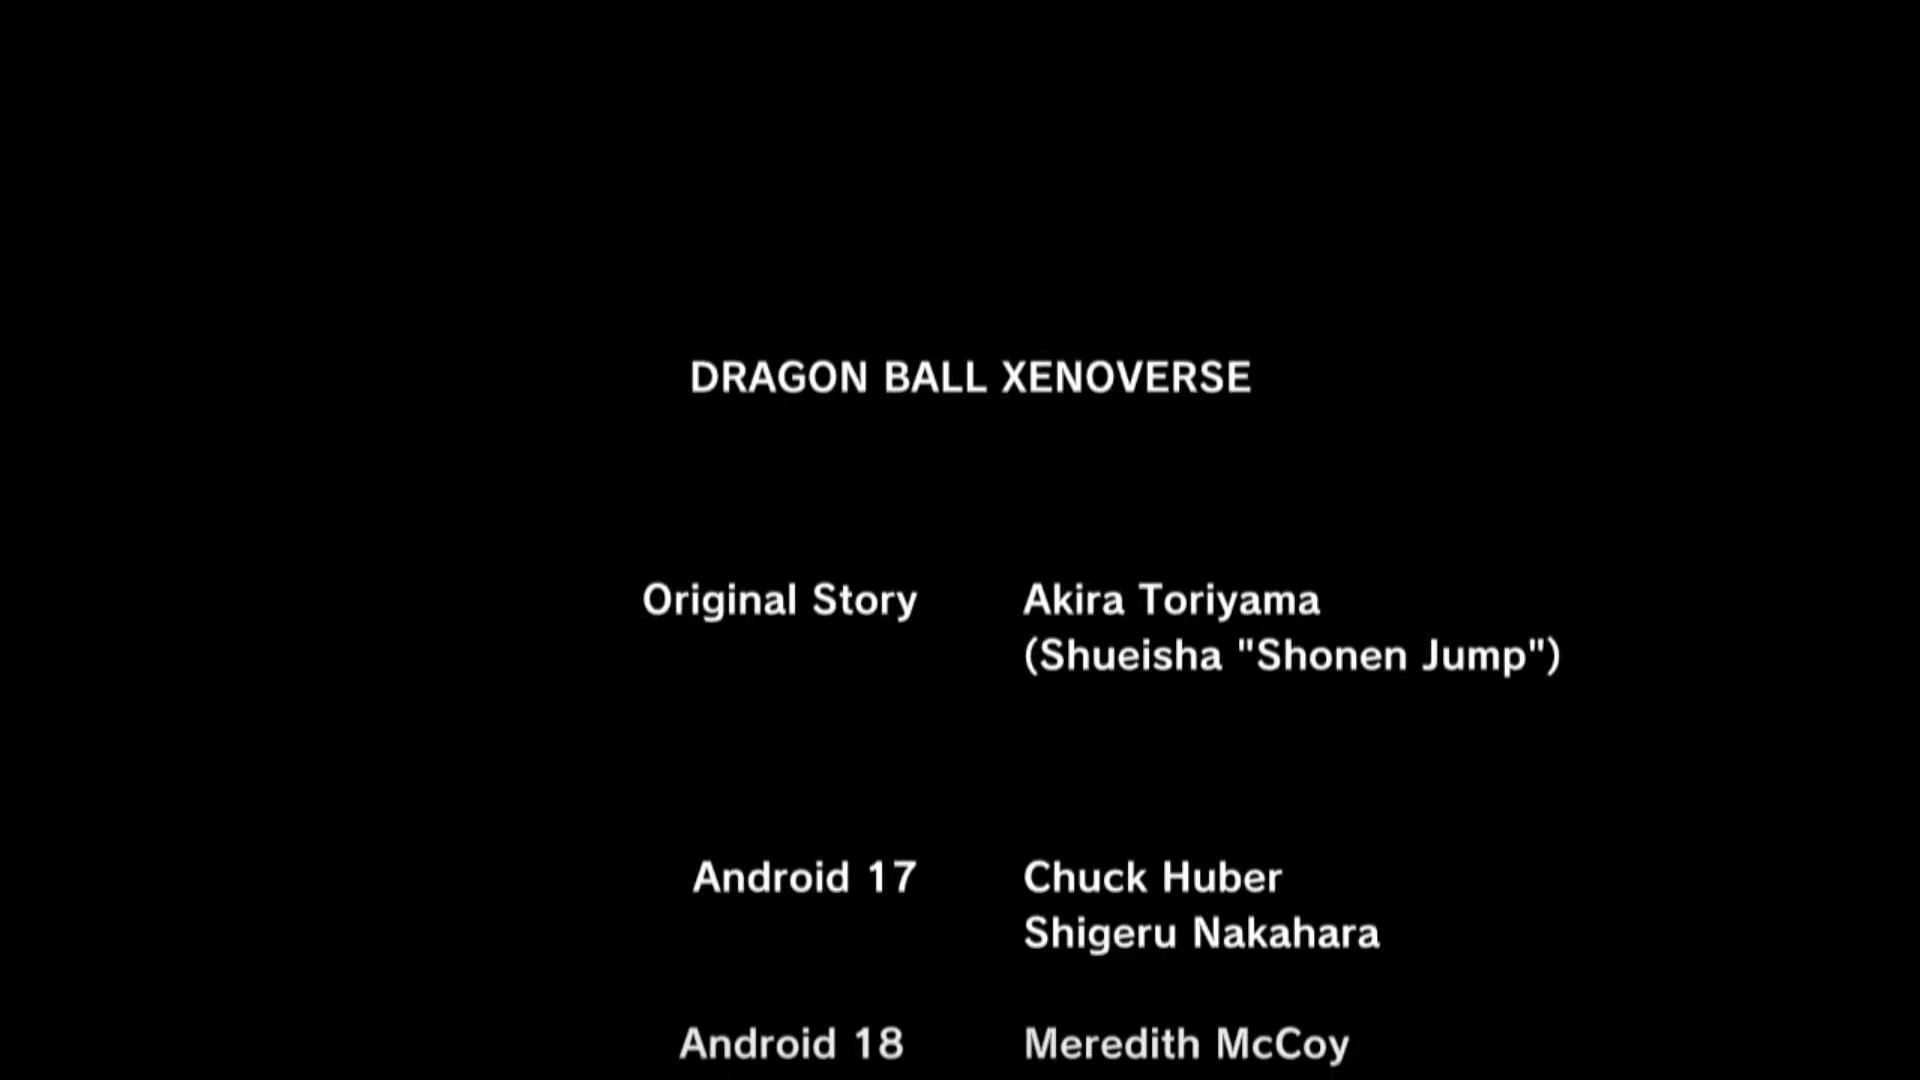 DRAGON BALL XENOVERSE
Original Story Akira Toriyama
(Shueisha "Shonen Jump")
Android 17 Chuck Huber
Shigeru Nakahara
Android 18 Meredith McCoy